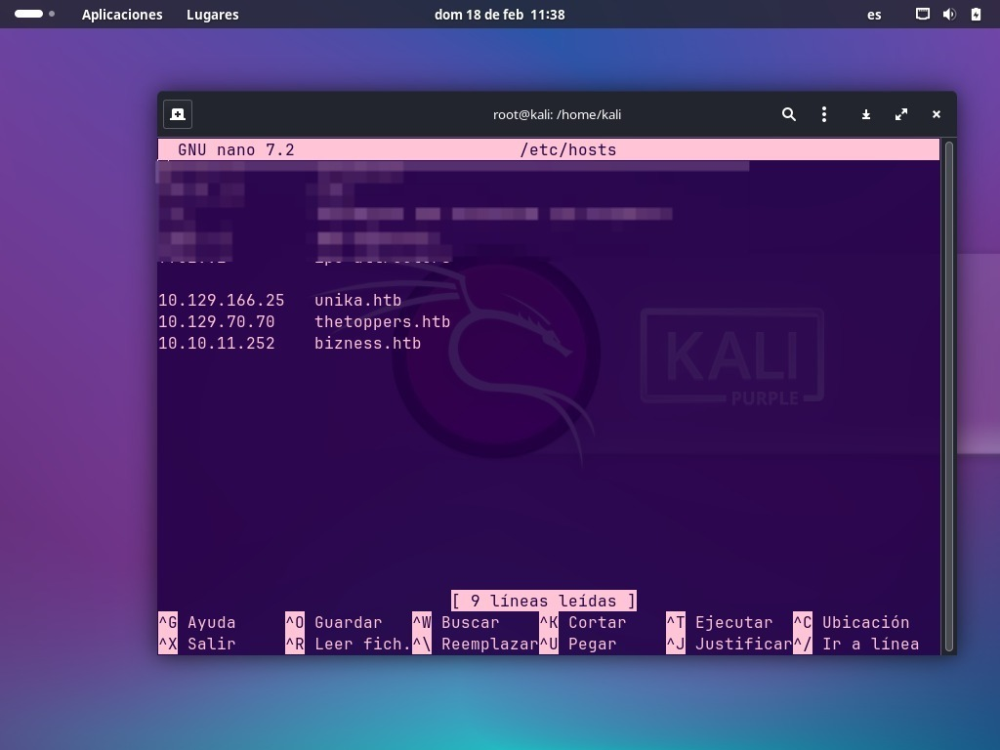 Aplicaciones Lugares dom 18 de feb 11:38 es
root@kali: /home/kali
GNU nano 7.2 /etc/hosts
10.129.166.25 unika.htb
10.129.70.70 thetoppers.htb
10.10.11.252 bizness.htb
KALI
PURPLE
[ 9 líneas leídas ]
^G Ayuda ^O Guardar ^W Buscar ^K Cortar ^T Ejecutar ^C Ubicación
^X Salir ^R Leer fich. ^\ Reemplazar ^U Pegar ^J Justificar ^/ Ir a línea